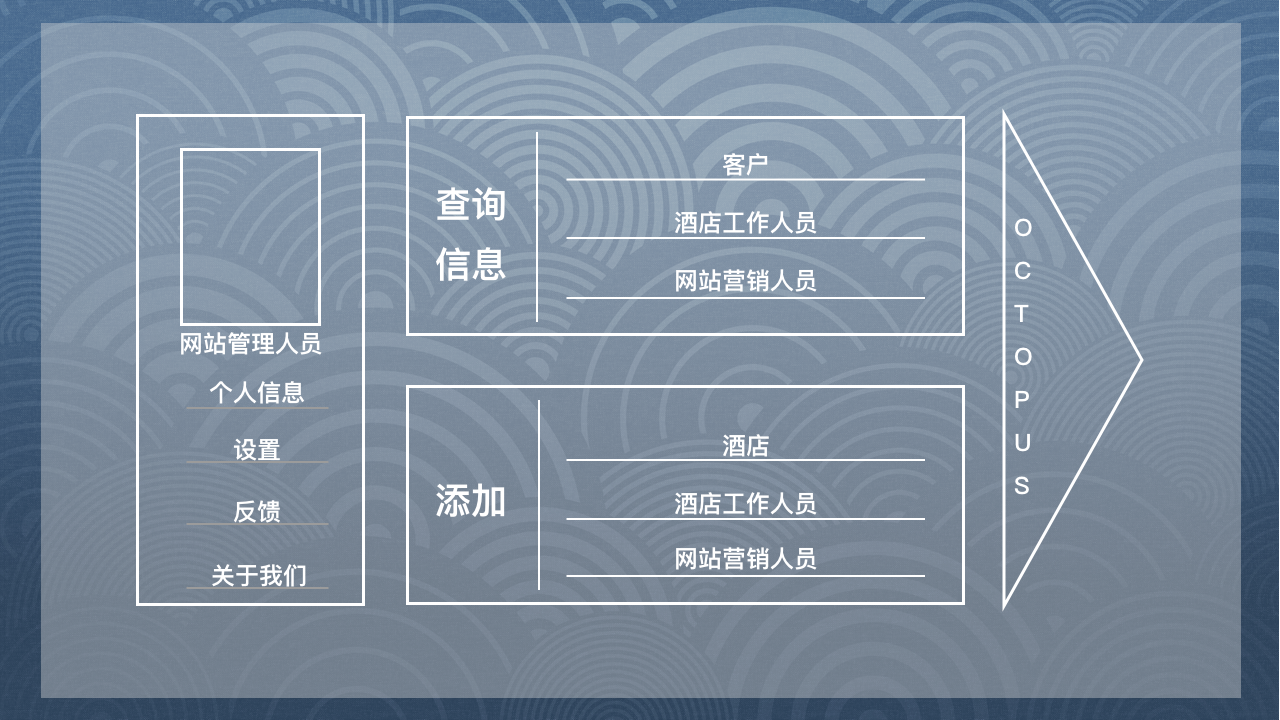 网站管理人员
个人信息
设置
反馈
关于我们
查询
信息
客户
酒店工作人员
网站营销人员
添加
酒店
酒店工作人员
网站营销人员
O
C
T
O
P
U
S